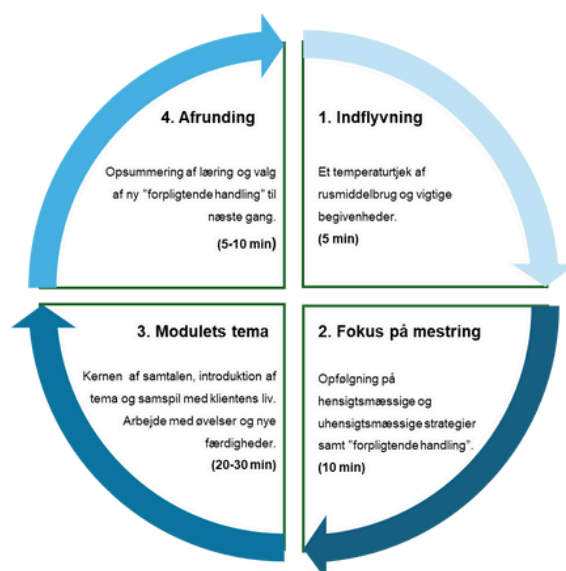 1. Indflyvning
Et temperaturtjek af
rusmiddelbrug og vigtige
begivenheder.
(5 min)
2. Fokus på mestring
Opfølgning på
hensigtsmæssige og
uhensigtsmæssige strategier
samt ”forpligtende handling”.
(10 min)
3. Modulets tema
Kernen af samtalen, introduktion af
tema og samspil med klientens liv.
Arbejde med øvelser og nye
færdigheder.
(20-30 min)
4. Afrunding
Opsummering af læring og valg
af ny ”forpligtende handling” til
næste gang.
(5-10 min)